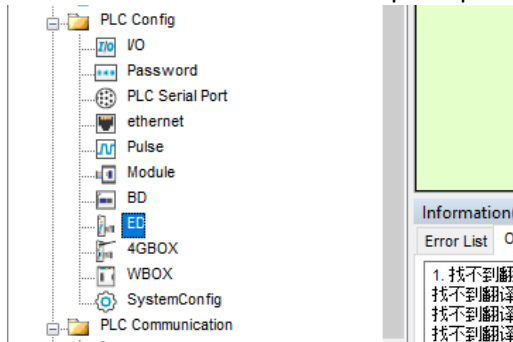 PLC Config
I/O
Password
PLC Serial Port
ethernet
Pulse
Module
BD
ED
4GBOX
WBOX
SystemConfig
PLC Communication
Information
Error List
1. 找不到翻
找不到翻译
找不到翻译
找不到翻译